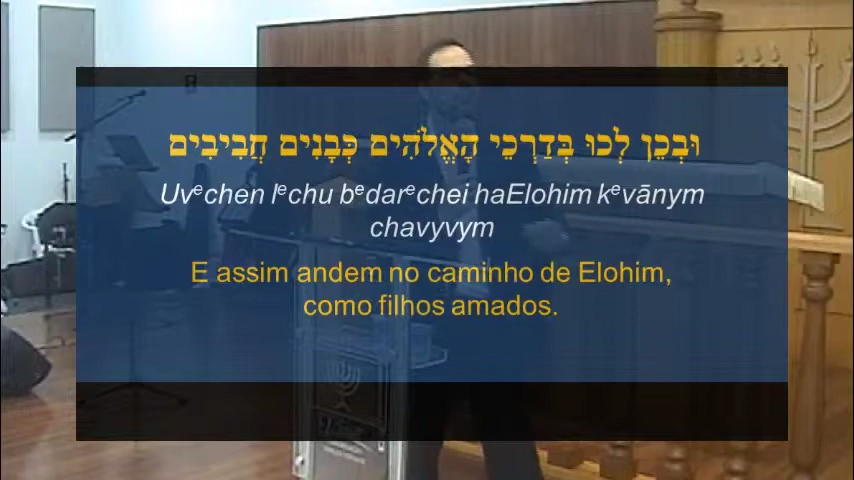 וּבְכֵן לְכוּ בְּדַרְכֵי הָאֱלֹהִים כְּבָנִים חֲבִיבִים
Uvᵉchen lᵉchu bᵉdarᵉchei haElohim kᵉvānym
chavyvym
E assim andem no caminho de Elohim,
como filhos amados.